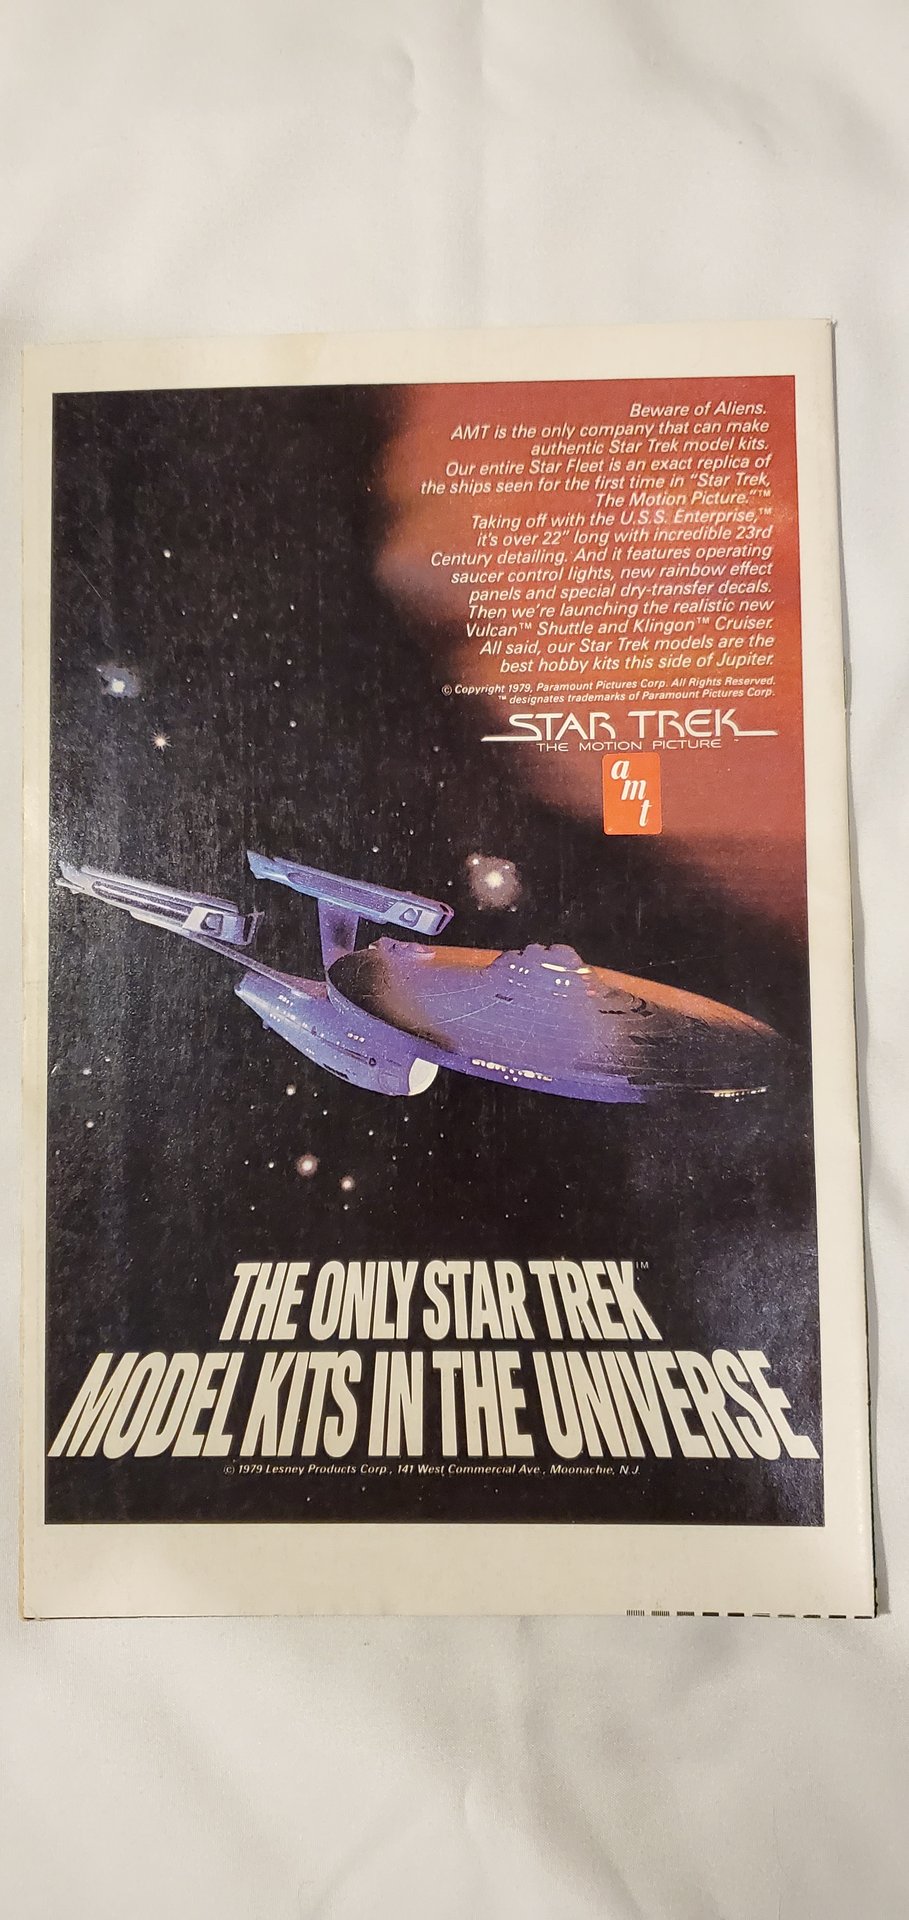 Beware of Aliens.
AMT is the only company that can make
authentic Star Trek model kits.
Our entire Star Fleet is an exact replica of
the ships seen for the first time in "Star Trek,
The Motion Picture."™
Taking off with the U.S.S. Enterprise,™
it's over 22" long with incredible 23rd
Century detailing. And it features operating
saucer control lights, new rainbow effect
panels and special dry-transfer decals.
Then we're launching the realistic new
Vulcan™ Shuttle and Klingon™ Cruiser.
All said, our Star Trek models are the
best hobby kits this side of Jupiter.
© Copyright 1979, Paramount Pictures Corp. All Rights Reserved.
™ designates trademarks of Paramount Pictures Corp.
STAR TREK
THE MOTION PICTURE™
amt
THE ONLY STAR TREK™
MODEL KITS IN THE UNIVERSE
© 1979 Lesney Products Corp., 141 West Commercial Ave., Moonachie, N.J.